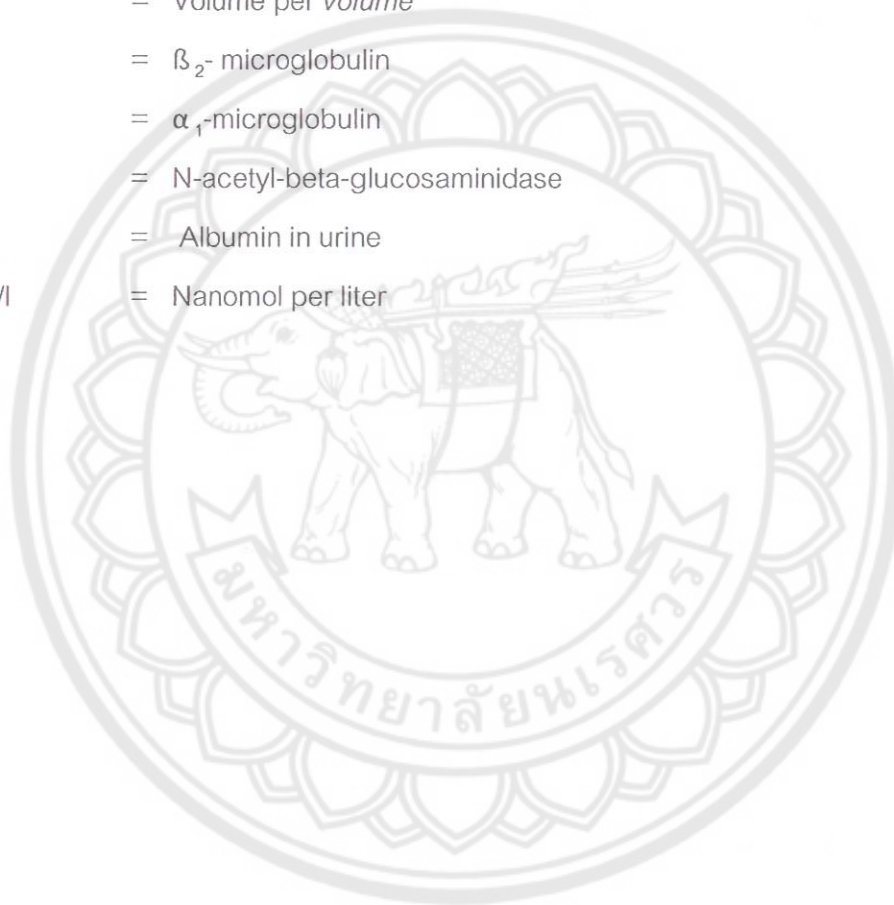 = Volume per volume
= ß₂- microglobulin
= α₁-microglobulin
= N-acetyl-beta-glucosaminidase
= Albumin in urine
/l = Nanomol per liter
มหาวิทยาลัยนเรศวร